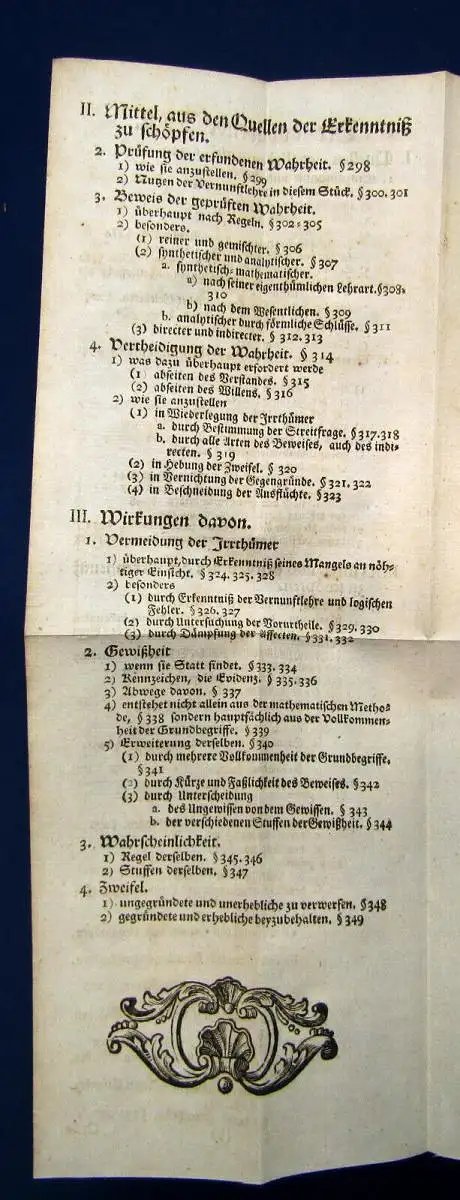 II. Mittel, aus den Quellen der Erkenntniß
zu schöpfen.
2. Prüfung der erfundenen Wahrheit. § 298
1) wie sie anzustellen. § 299
2) Nutzen der Vernunftlehre in diesem Stück. § 300. 301
3. Beweis der geprüften Wahrheit.
1) überhaupt nach Regeln. § 302=305
2) besonders.
(1) reiner und gemischter. § 306
(2) synthetischer und analytischer. § 307
a. synthetisch=mathematischer.
a) nach seiner eigenthümlichen Lehrart. § 308=
310
b) nach dem Wesentlichen. § 309
b. analytischer durch förmliche Schlüsse. § 311
(3) directer und indirecter. § 312. 313
4. Vertheidigung der Wahrheit. § 314
1) was dazu überhaupt erfordert werde
(1) abseiten des Verstandes. § 315
(2) abseiten des Willens. § 316
2) wie sie anzustellen
(1) in Wiederlegung der Irrthümer
a. durch Bestimmung der Streitfrage. § 317. 318
b. durch alle Arten des Beweises, auch des indi=
recten. § 319
(2) in Hebung der Zweifel. § 320
(3) in Vernichtung der Gegengründe. § 321. 322
(4) in Beschneidung der Ausflüchte. § 323
III. Wirkungen davon.
1. Vermeidung der Irrthümer
1) überhaupt, durch Erkenntniß seines Mangels an nöh=
tiger Einsicht. § 324. 325. 328
2) besonders
(1) durch Erkenntniß der Vernunftlehre und logischen
Fehler. § 326. 327
(2) durch Untersuchung der Vorurtheile. § 329. 330
(3) durch Dämpfung der Affecten. § 331. 332
2. Gewißheit
1) wenn sie Statt findet. § 333. 334
2) Kennzeichen, die Evidenz. § 335. 336
3) Abwege davon. § 337
4) entstehet nicht allein aus der mathematischen Metho=
de, § 338 sondern hauptsächlich aus der Vollkommen=
heit der Grundbegriffe. § 339
5) Erweiterung derselben. § 340
(1) durch mehrere Vollkommenheit der Grundbegriffe,
§ 341
(2) durch Kürze und Faßlichkeit des Beweises. § 342
(3) durch Unterscheidung
a. des Ungewissen von dem Gewissen. § 343
b. der verschiedenen Stuffen der Gewißheit. § 344
3. Wahrscheinlichkeit.
1) Regel derselben. § 345. 346
2) Stuffen derselben. § 347
4. Zweifel.
1) ungegründete und unerhebliche zu verwerfen. § 348
2) gegründete und erhebliche beyzubehalten. § 349